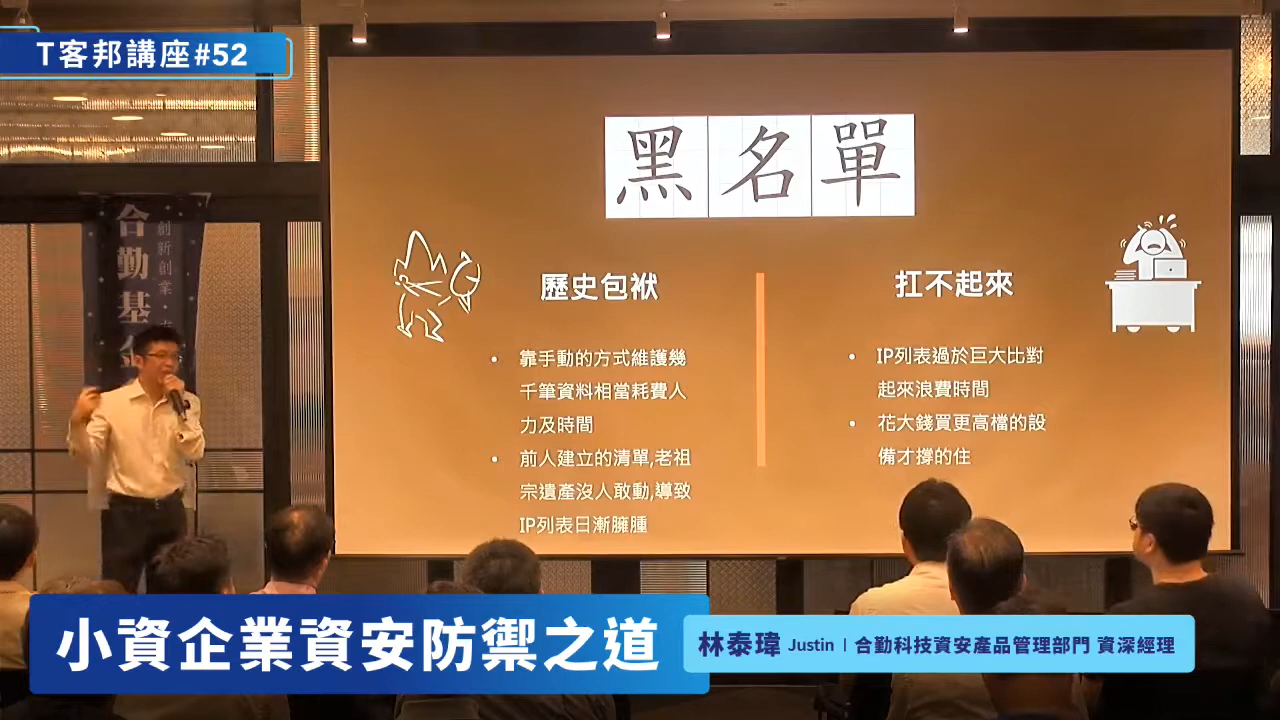 T客邦講座#52
黑名單
合勤基金
創新創業
歷史包袱
扛不起來
• 靠手動的方式維護幾
千筆資料相當耗費人
力及時間
• 前人建立的清單,老祖
宗遺產沒人敢動,導致
IP列表日漸臃腫
• IP列表過於巨大比對
起來浪費時間
• 花大錢買更高檔的設
備才撐的住
小資企業資安防禦之道
林泰瑋 Justin | 合勤科技資安產品管理部門 資深經理